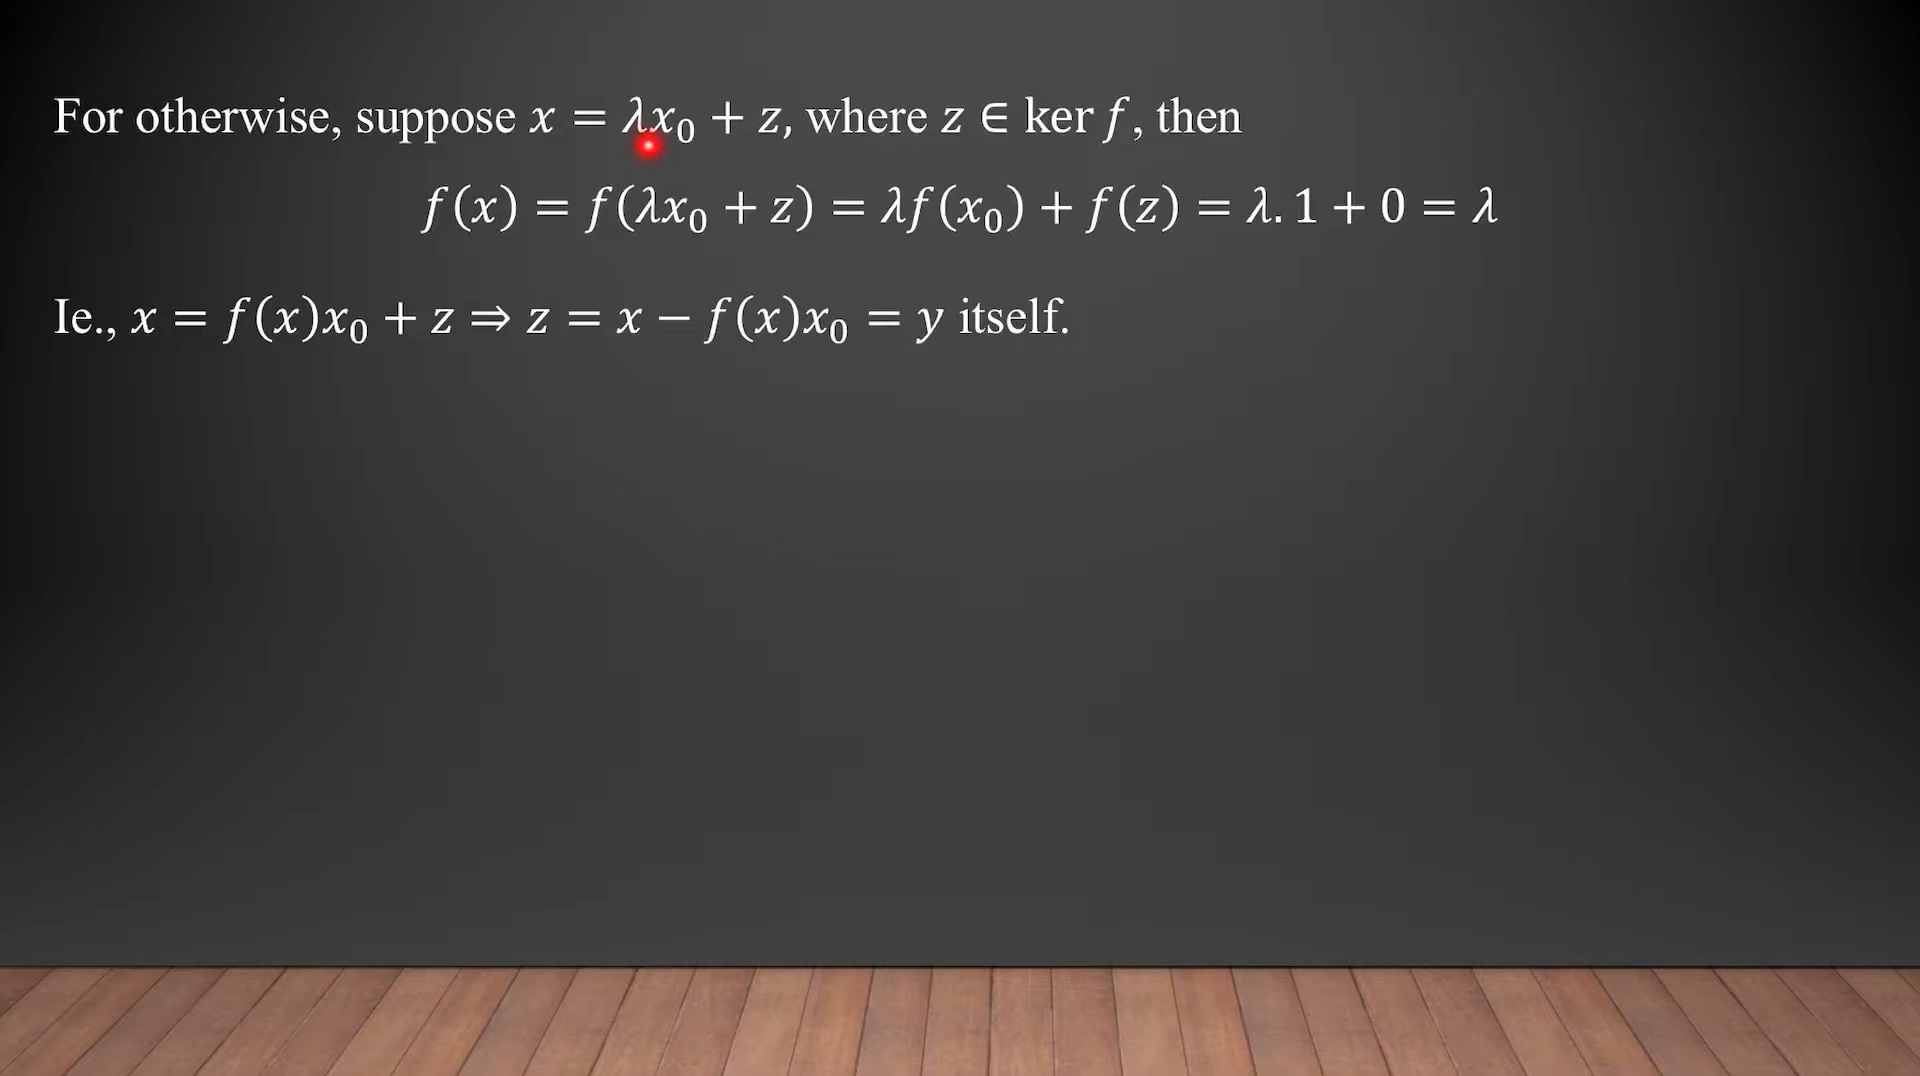 For otherwise, suppose x = λx₀ + z, where z ∈ ker f, then
f(x) = f(λx₀ + z) = λf(x₀) + f(z) = λ. 1 + 0 = λ
Ie., x = f(x)x₀ + z ⇒ z = x − f(x)x₀ = y itself.